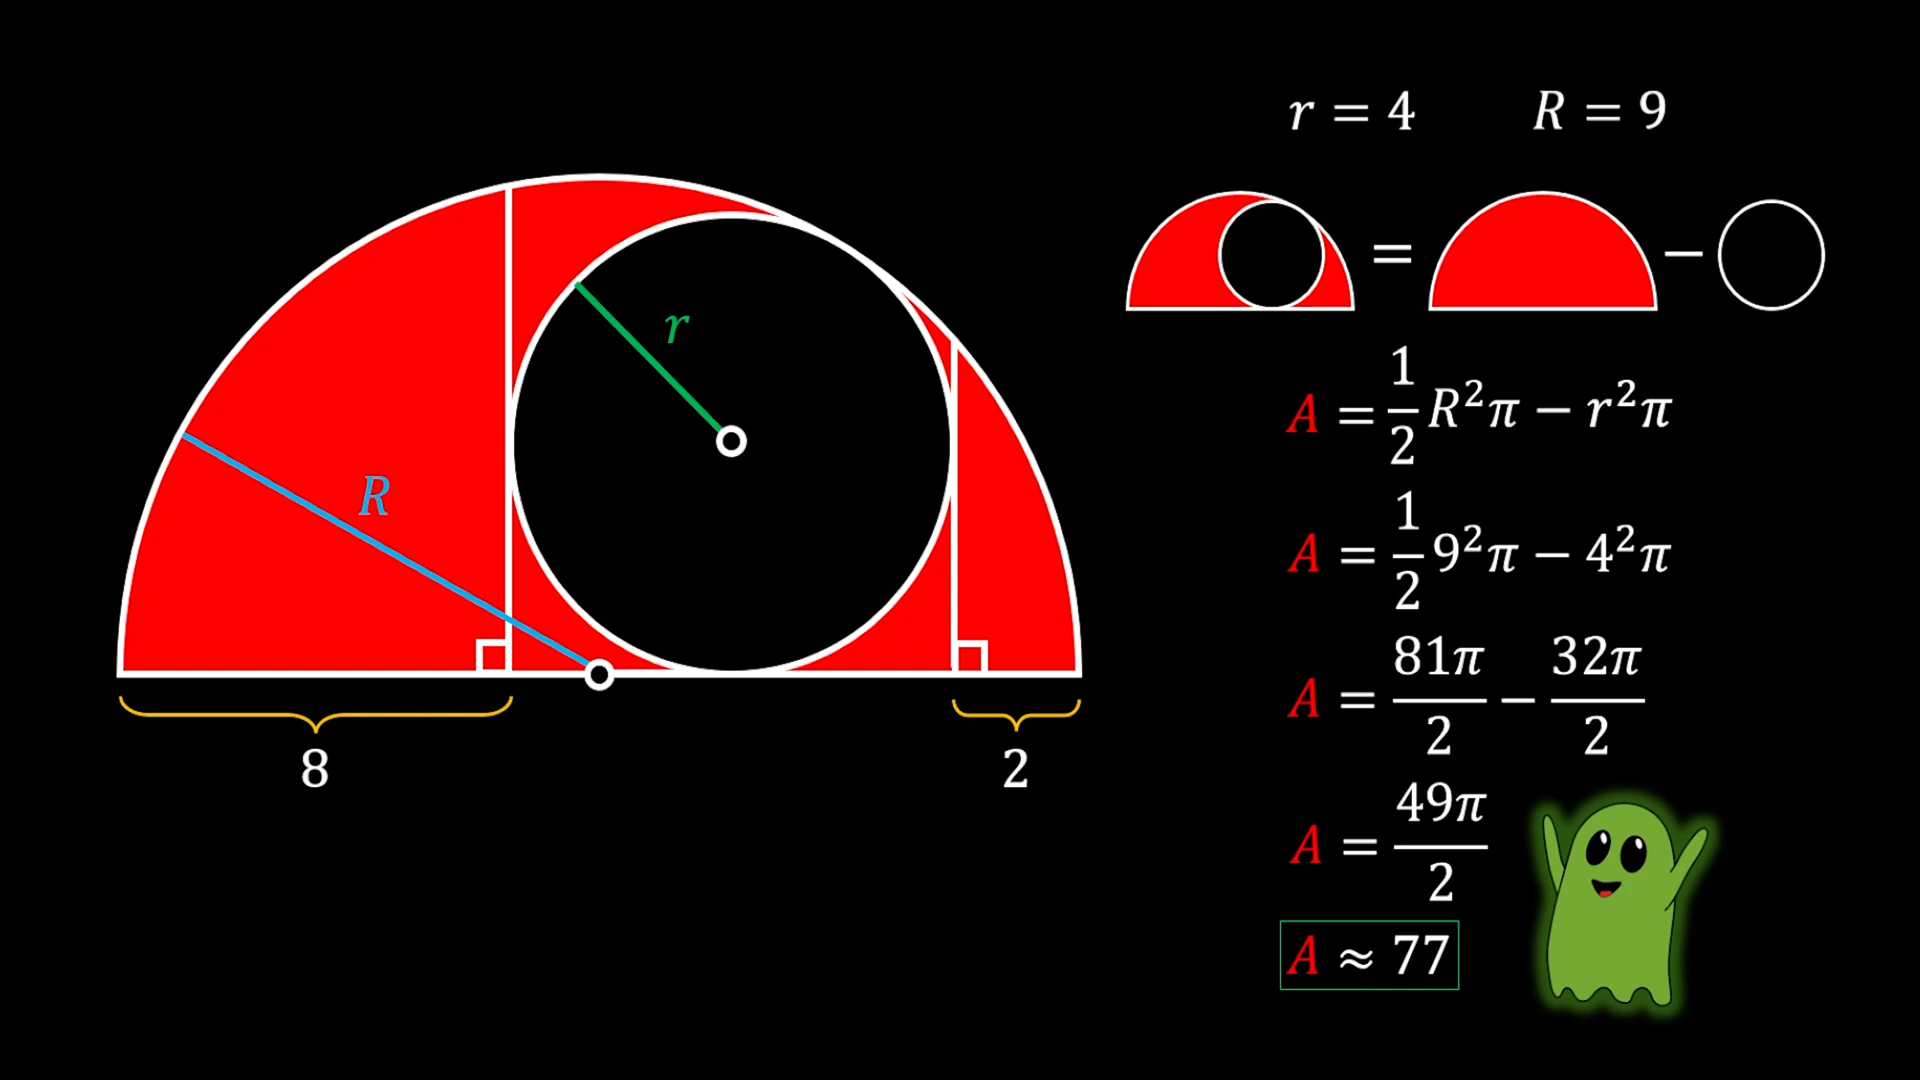 r = 4 R = 9
= −
r
R
8 2
A = 1/2 R²π − r²π
A = 1/2 9²π − 4²π
A = 81π/2 − 32π/2
A = 49π/2
A ≈ 77